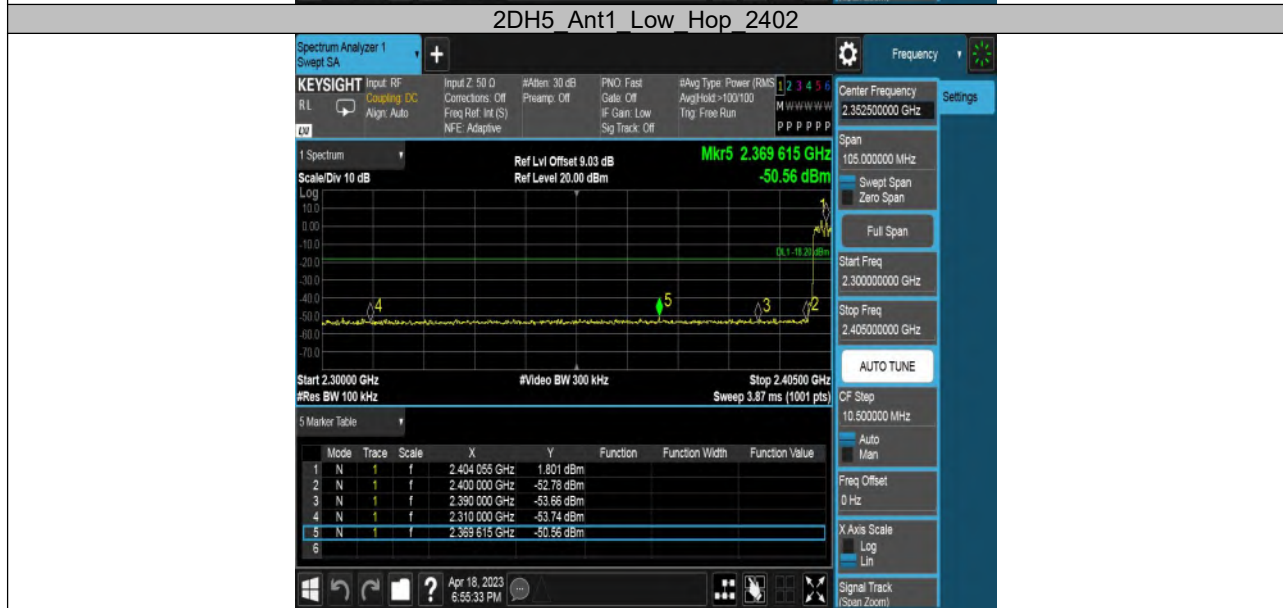 2DH5_Ant1_Low_Hop_2402
Spectrum Analyzer 1
Swept SA
+
Frequency
KEYSIGHT
RL
LXI
Input: RF
Coupling: DC
Align: Auto
Input Z: 50 Ω
Corrections: Off
Freq Ref: Int (S)
NFE: Adaptive
#Atten: 30 dB
Preamp: Off
PNO: Fast
Gate: Off
IF Gain: Low
Sig Track: Off
#Avg Type: Power (RMS
Avg|Hold:>100/100
Trig: Free Run
1 2 3 4 5 6
M W W W W W
P P P P P P
Center Frequency
2.352500000 GHz
Settings
1 Spectrum
Scale/Div 10 dB
Ref Lvl Offset 9.03 dB
Ref Level 20.00 dBm
Mkr5 2.369 615 GHz
-50.56 dBm
Log
10.0
0.00
-10.0
-20.0
-30.0
-40.0
-50.0
-60.0
-70.0
1
DL1 -18.20 dBm
4
5
3
2
Start 2.30000 GHz
#Res BW 100 kHz
#Video BW 300 kHz
Stop 2.40500 GHz
Sweep 3.87 ms (1001 pts)
Span
105.000000 MHz
Swept Span
Zero Span
Full Span
Start Freq
2.300000000 GHz
Stop Freq
2.405000000 GHz
AUTO TUNE
CF Step
10.500000 MHz
Auto
Man
Freq Offset
0 Hz
X Axis Scale
Log
Lin
Signal Track
(Span Zoom)
5 Marker Table
Mode Trace Scale X Y Function Function Width Function Value
1 N 1 f 2.404 055 GHz 1.801 dBm
2 N 1 f 2.400 000 GHz -52.78 dBm
3 N 1 f 2.390 000 GHz -53.66 dBm
4 N 1 f 2.310 000 GHz -53.74 dBm
5 N 1 f 2.369 615 GHz -50.56 dBm
6
?
Apr 18, 2023
6:55:33 PM